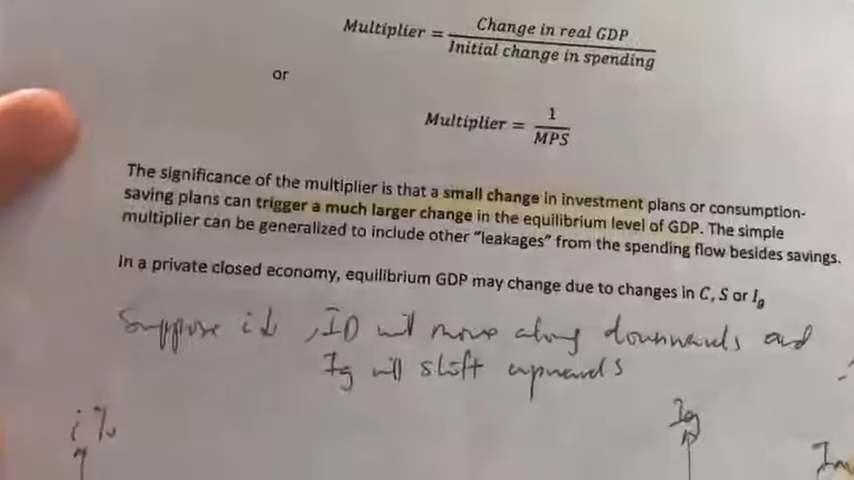 Multiplier = Change in real GDP / Initial change in spending
or
Multiplier = 1 / MPS
The significance of the multiplier is that a small change in investment plans or consumption-
saving plans can trigger a much larger change in the equilibrium level of GDP. The simple
multiplier can be generalized to include other “leakages” from the spending flow besides savings.
In a private closed economy, equilibrium GDP may change due to changes in C, S or Ig
Suppose i↓, ID will move along downwards and
Ig will shift upwards
i %
Ig